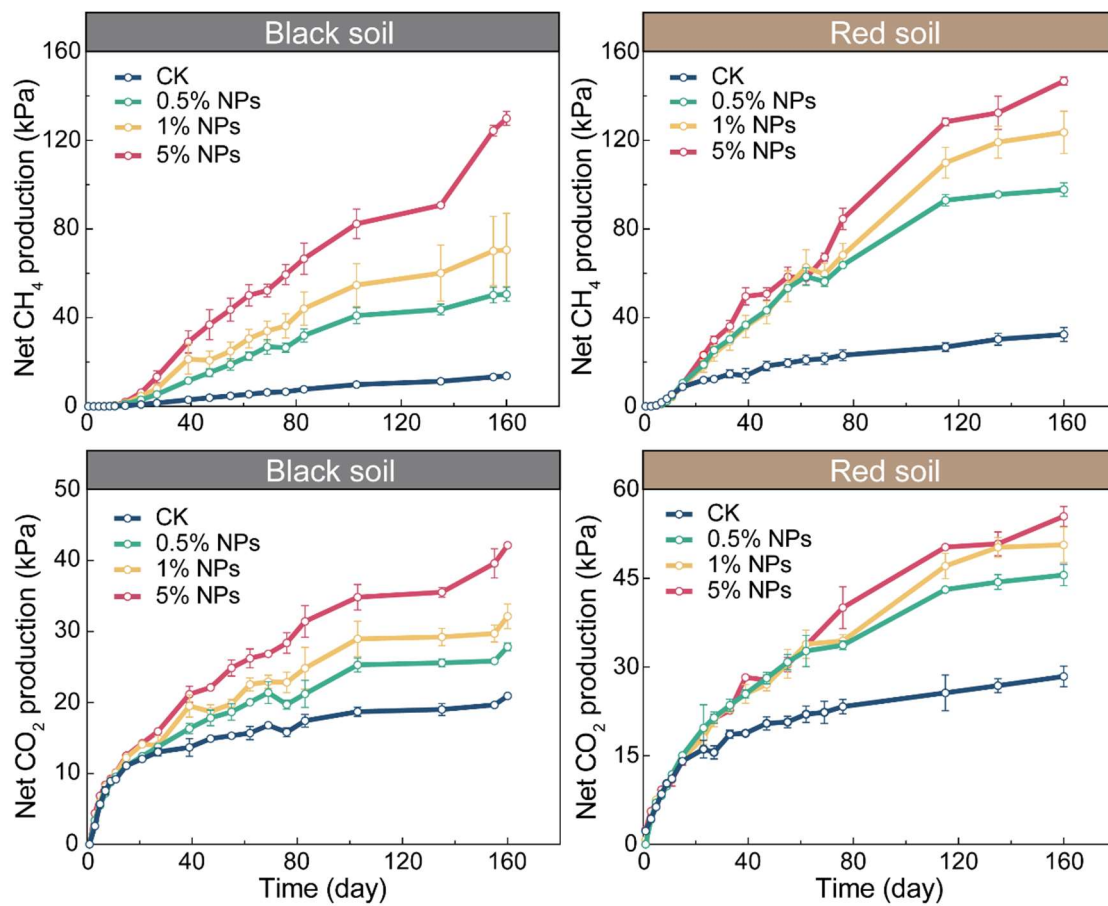 Black soil
Net CH₄ production (kPa)
160
120
80
40
0
CK
0.5% NPs
1% NPs
5% NPs
0 40 80 120 160
Red soil
Net CH₄ production (kPa)
160
120
80
40
0
CK
0.5% NPs
1% NPs
5% NPs
0 40 80 120 160
Black soil
Net CO₂ production (kPa)
50
40
30
20
10
0
CK
0.5% NPs
1% NPs
5% NPs
0 40 80 120 160
Time (day)
Red soil
Net CO₂ production (kPa)
60
45
30
15
0
CK
0.5% NPs
1% NPs
5% NPs
0 40 80 120 160
Time (day)